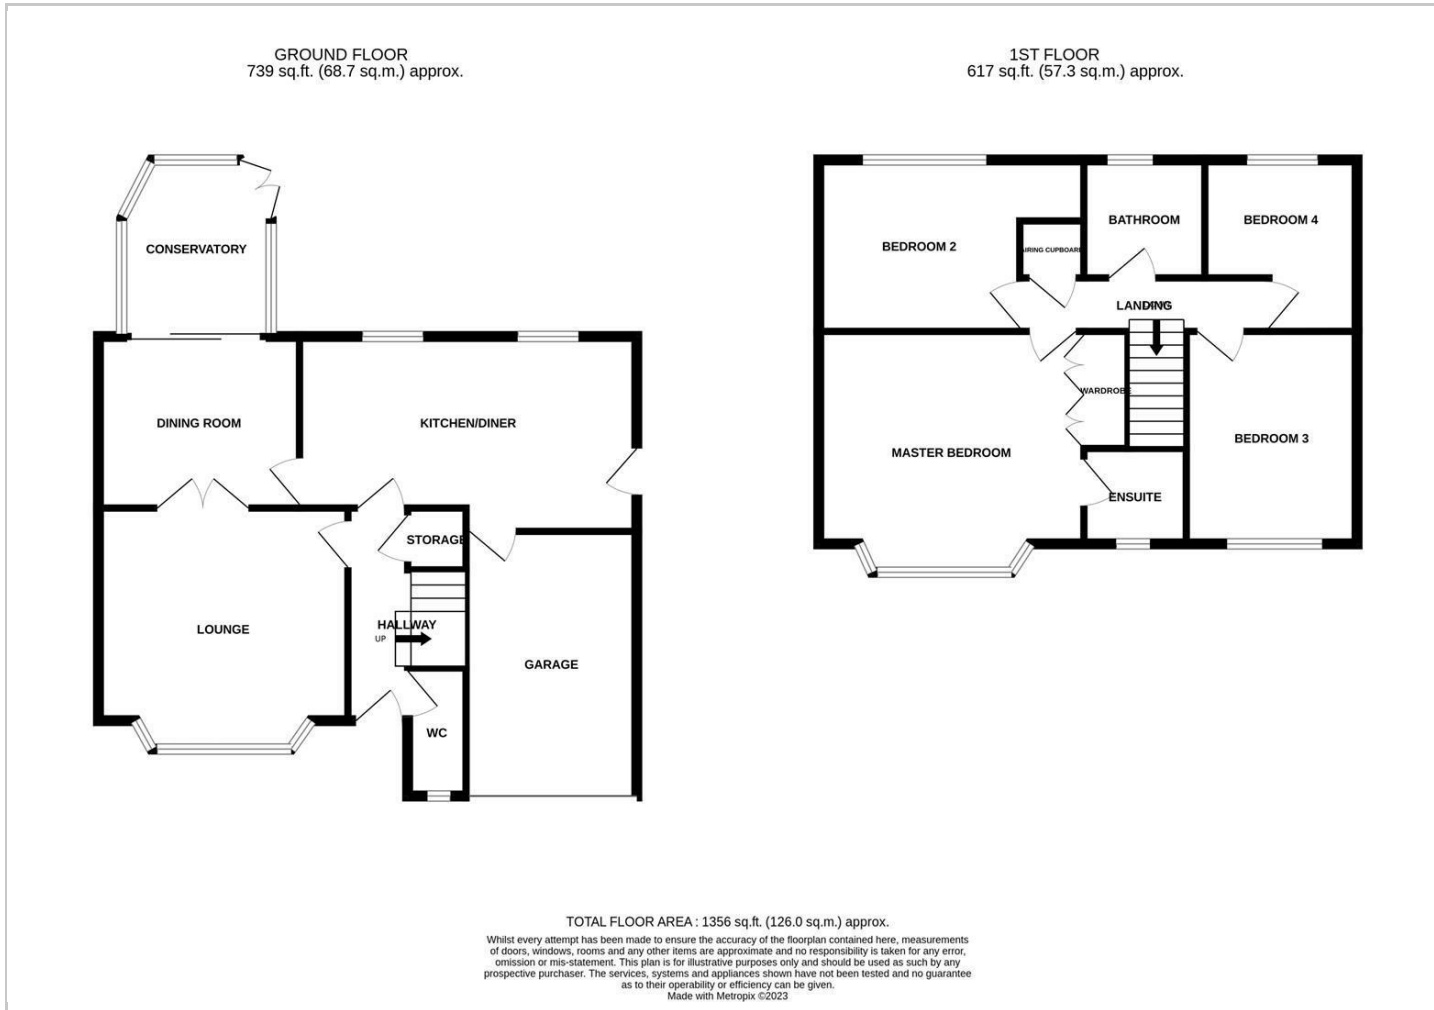 GROUND FLOOR
739 sq.ft. (68.7 sq.m.) approx.
1ST FLOOR
617 sq.ft. (57.3 sq.m.) approx.
CONSERVATORY
DINING ROOM
KITCHEN/DINER
STORAGE
LOUNGE
HALLWAY
UP
GARAGE
WC
BEDROOM 2
AIRING CUPBOARD
BATHROOM
BEDROOM 4
LANDING
WARDROBE
MASTER BEDROOM
BEDROOM 3
ENSUITE
TOTAL FLOOR AREA : 1356 sq.ft. (126.0 sq.m.) approx.
Whilst every attempt has been made to ensure the accuracy of the floorplan contained here, measurements
of doors, windows, rooms and any other items are approximate and no responsibility is taken for any error,
omission or mis-statement. This plan is for illustrative purposes only and should be used as such by any
prospective purchaser. The services, systems and appliances shown have not been tested and no guarantee
as to their operability or efficiency can be given.
Made with Metropix ©2023